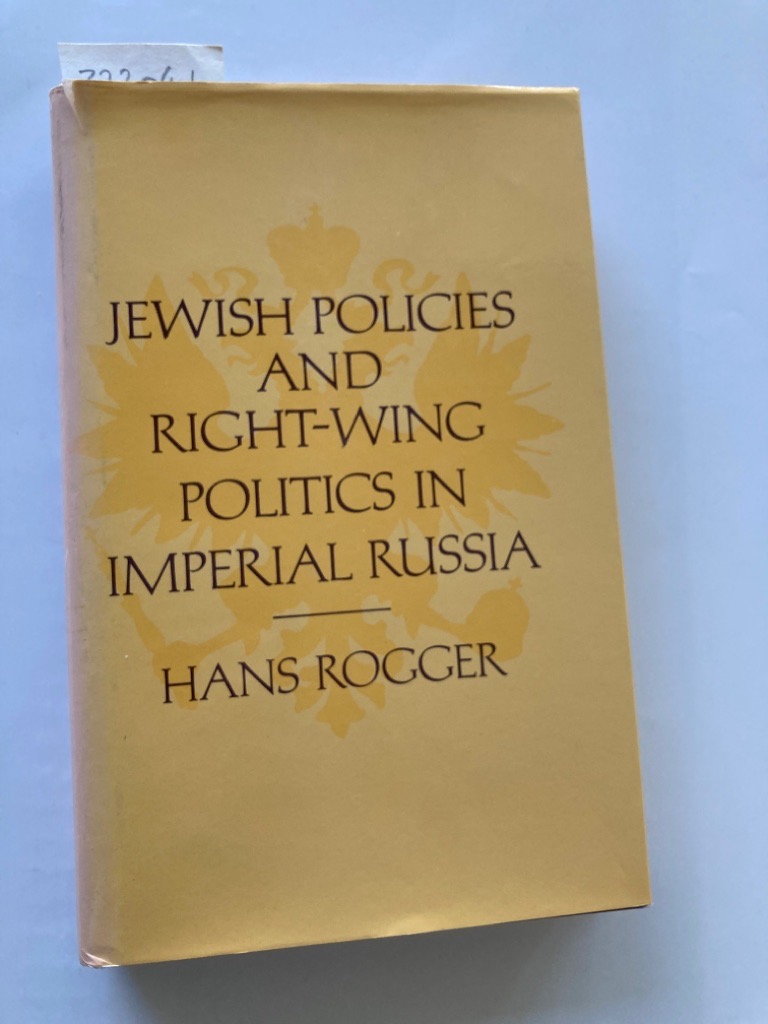 JEWISH POLICIES
AND
RIGHT-WING
POLITICS IN
IMPERIAL RUSSIA
HANS ROGGER